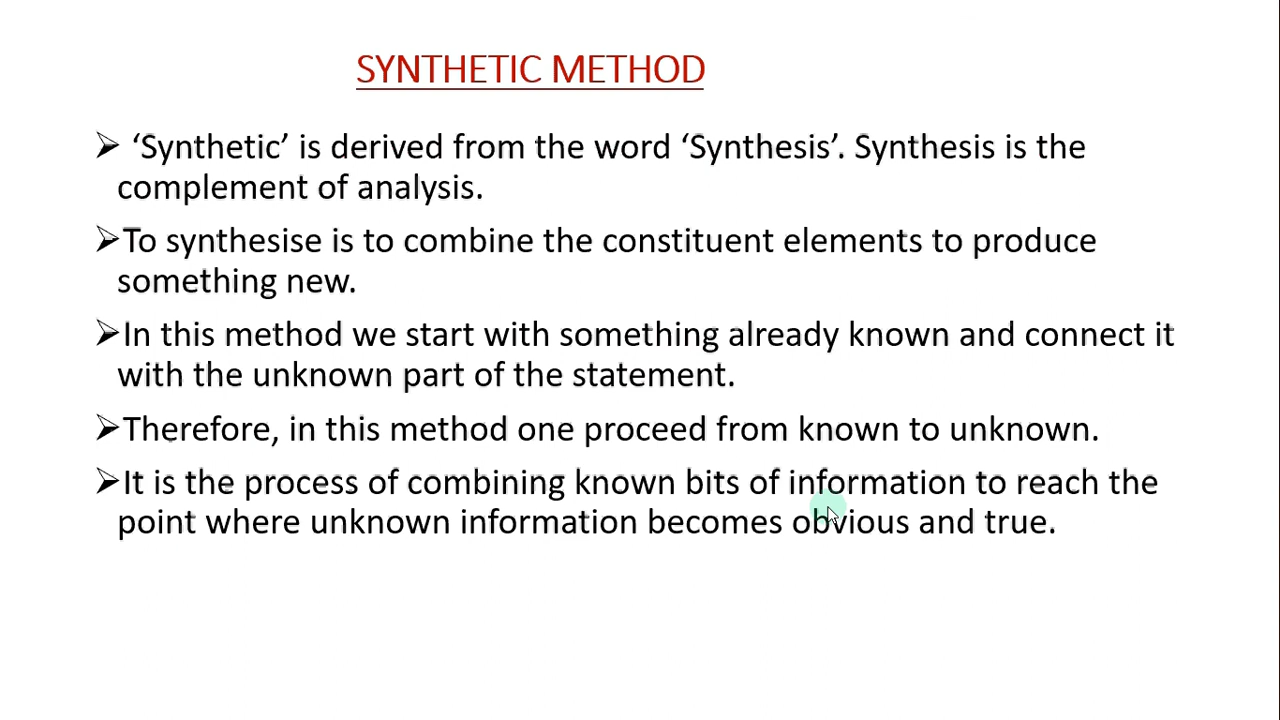 SYNTHETIC METHOD
➢ ‘Synthetic’ is derived from the word ‘Synthesis’. Synthesis is the
complement of analysis.
➢To synthesise is to combine the constituent elements to produce
something new.
➢In this method we start with something already known and connect it
with the unknown part of the statement.
➢Therefore, in this method one proceed from known to unknown.
➢It is the process of combining known bits of information to reach the
point where unknown information becomes obvious and true.